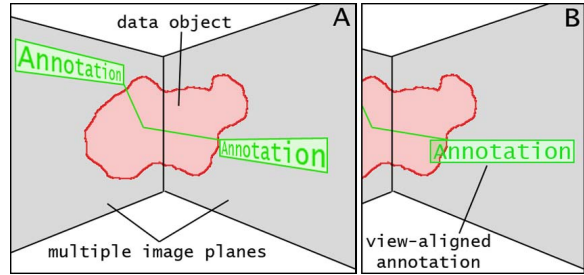 A
data object
Annotation
Annotation
multiple image planes
B
Annotation
view-aligned
annotation